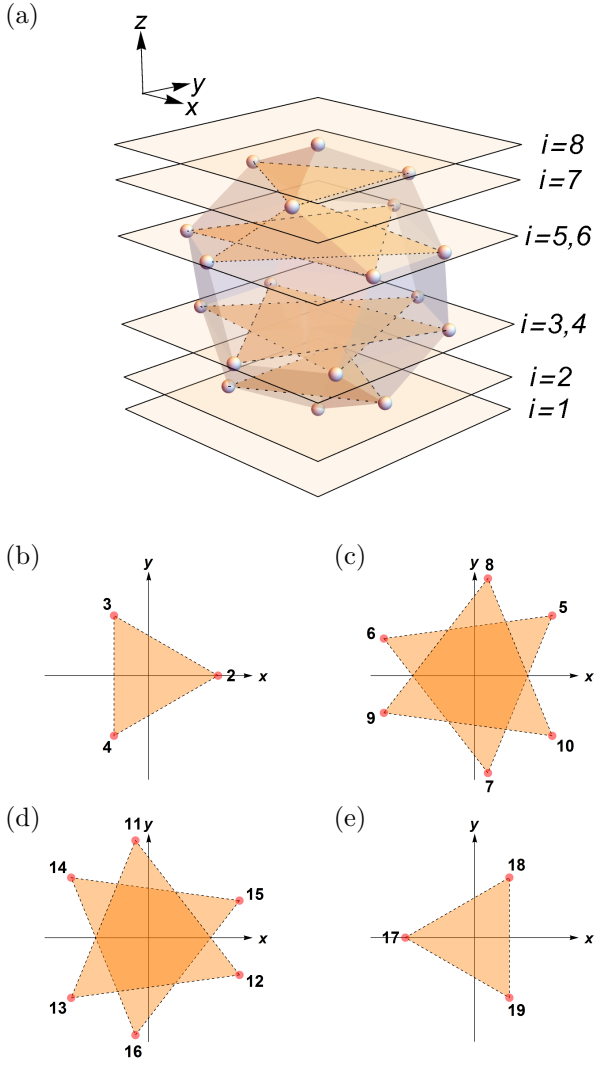 (a)
z
y
x
i=8
i=7
i=5,6
i=3,4
i=2
i=1
(b)
y
3
2
x
4
(c)
y
8
5
6
x
9
10
7
(d)
11
y
14
15
x
12
13
16
(e)
y
18
17
x
19